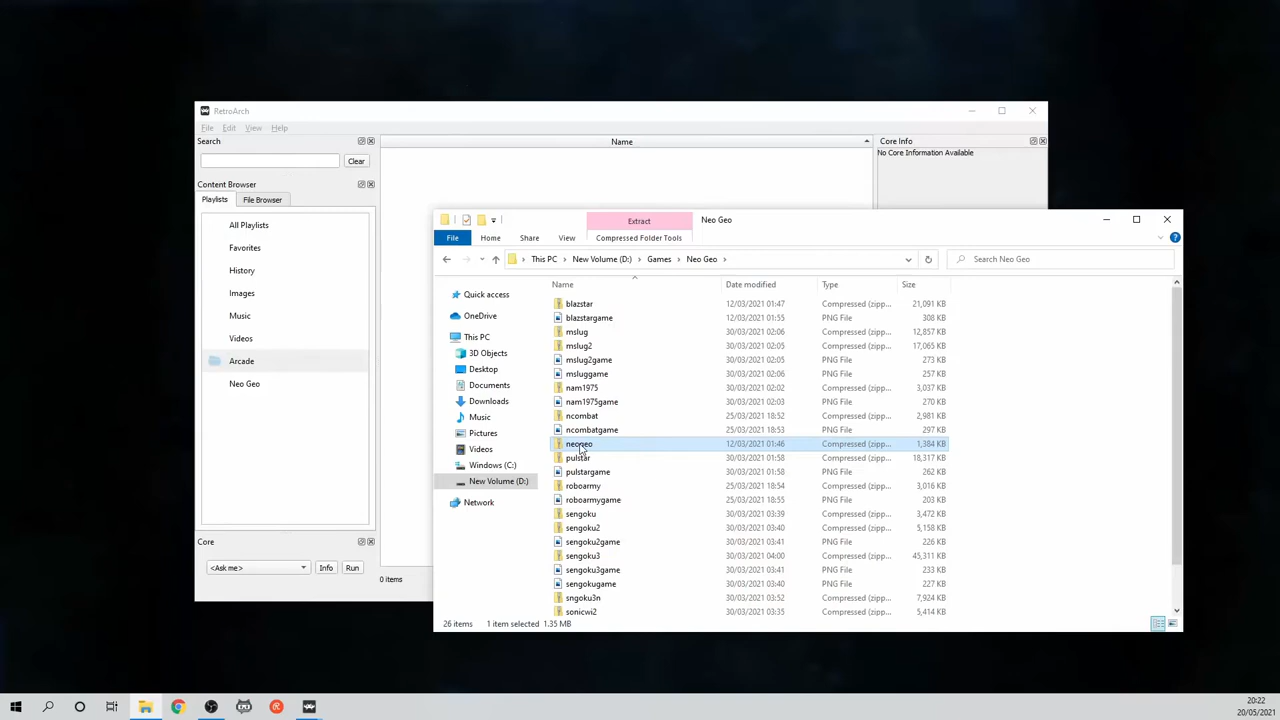 RetroArch
File Edit View Help
Search
Clear
Content Browser
Playlists File Browser
All Playlists
Favorites
History
Images
Music
Videos
Arcade
Neo Geo
Core
<Ask me> Info Run
Name
0 items
Core Info
No Core Information Available
Extract Neo Geo
File Home Share View Compressed Folder Tools
This PC New Volume (D:) Games Neo Geo Search Neo Geo
Quick access
OneDrive
This PC
3D Objects
Desktop
Documents
Downloads
Music
Pictures
Videos
Windows (C:)
New Volume (D:)
Network
Name Date modified Type Size
blazstar 12/03/2021 01:47 Compressed (zipp... 21,091 KB
blazstargame 12/03/2021 01:55 PNG File 308 KB
mslug 30/03/2021 02:06 Compressed (zipp... 12,857 KB
mslug2 30/03/2021 02:05 Compressed (zipp... 17,065 KB
mslug2game 30/03/2021 02:05 PNG File 273 KB
msluggame 30/03/2021 02:06 PNG File 257 KB
nam1975 30/03/2021 02:02 Compressed (zipp... 3,037 KB
nam1975game 30/03/2021 02:03 PNG File 270 KB
ncombat 25/03/2021 18:52 Compressed (zipp... 2,981 KB
ncombatgame 25/03/2021 18:53 PNG File 297 KB
neogeo 12/03/2021 01:46 Compressed (zipp... 1,384 KB
pulstar 30/03/2021 01:58 Compressed (zipp... 18,317 KB
pulstargame 30/03/2021 01:58 PNG File 262 KB
roboarmy 25/03/2021 18:54 Compressed (zipp... 3,016 KB
roboarmygame 25/03/2021 18:55 PNG File 203 KB
sengoku 30/03/2021 03:39 Compressed (zipp... 3,472 KB
sengoku2 30/03/2021 03:40 Compressed (zipp... 5,158 KB
sengoku2game 30/03/2021 03:41 PNG File 226 KB
sengoku3 30/03/2021 04:00 Compressed (zipp... 45,311 KB
sengoku3game 30/03/2021 03:41 PNG File 233 KB
sengokugame 30/03/2021 03:40 PNG File 227 KB
sngoku3n 30/03/2021 03:52 Compressed (zipp... 7,924 KB
sonicwi2 30/03/2021 03:35 Compressed (zipp... 5,414 KB
26 items 1 item selected 1.35 MB
20:22
20/05/2021